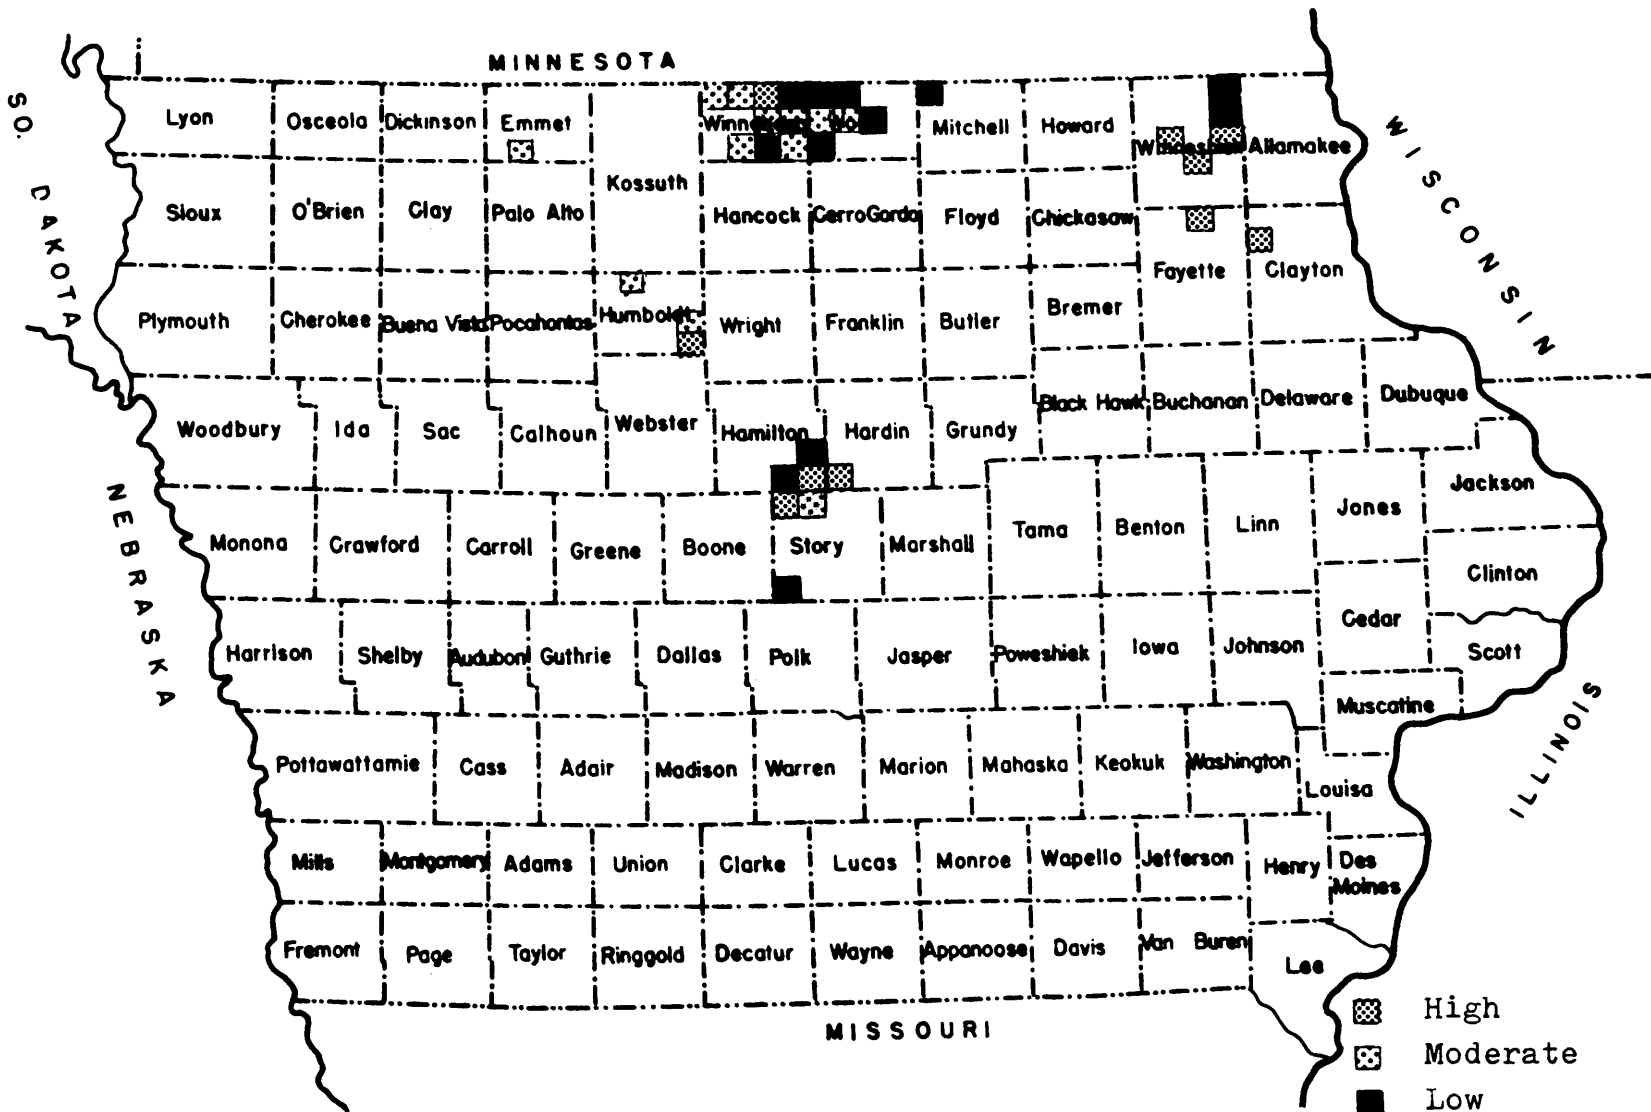 MINNESOTA
SO. DAKOTA
WISCONSIN
NEBRASKA
ILLINOIS
MISSOURI
Lyon
Osceola
Dickinson
Emmet
Kossuth
Mitchell
Howard
Allamakee
Sioux
O'Brien
Clay
Palo Alto
Hancock
CerroGordo
Floyd
Chickasaw
Fayette
Clayton
Plymouth
Cherokee
Buena Vista
Pocahontas
Humboldt
Wright
Franklin
Butler
Bremer
Woodbury
Ida
Sac
Calhoun
Webster
Hamilton
Hardin
Grundy
Black Hawk
Buchanan
Delaware
Dubuque
Monona
Crawford
Carroll
Greene
Boone
Story
Marshall
Tama
Benton
Linn
Jones
Jackson
Clinton
Cedar
Scott
Harrison
Shelby
Audubon
Guthrie
Dallas
Polk
Jasper
Poweshiek
Iowa
Johnson
Muscatine
Pottawattamie
Cass
Adair
Madison
Warren
Marion
Mahaska
Keokuk
Washington
Louisa
Mills
Montgomery
Adams
Union
Clarke
Lucas
Monroe
Wapello
Jefferson
Henry
Des
Moines
Fremont
Page
Taylor
Ringgold
Decatur
Wayne
Appanoose
Davis
Van Buren
Lee
High
Moderate
Low